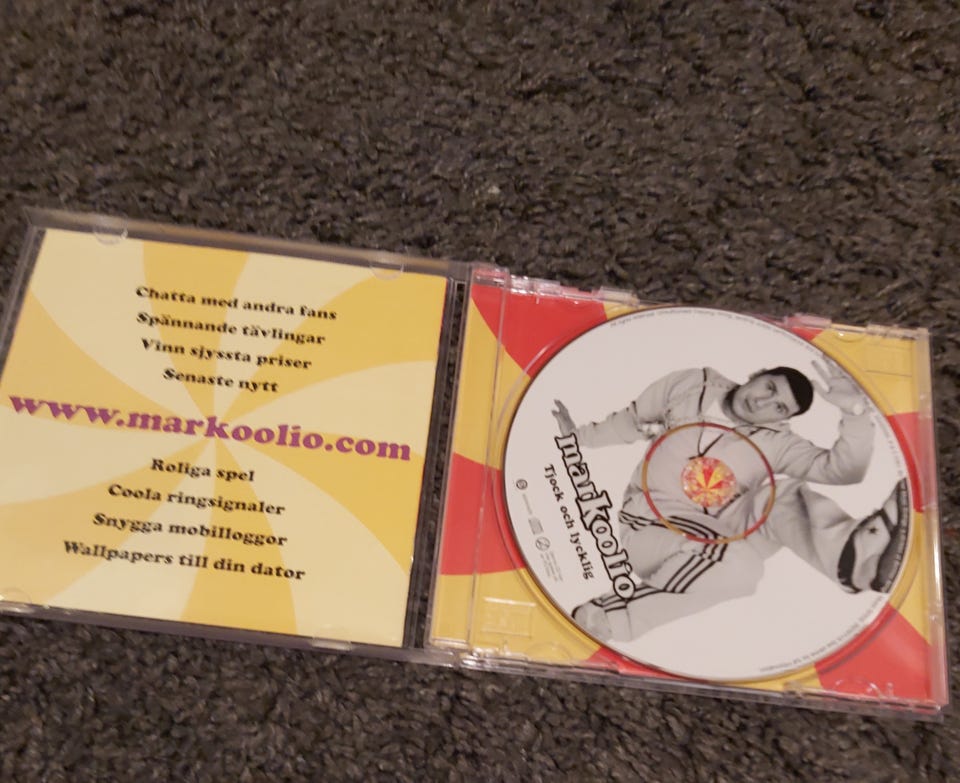 Chatta med andra fans
Spännande tävlingar
Vinn sjyssta priser
Senaste nytt
www.markoolio.com
Roliga spel
Coola ringsignaler
Snygga mobilloggor
Wallpapers till din dator
markoolio
Tjock och lycklig